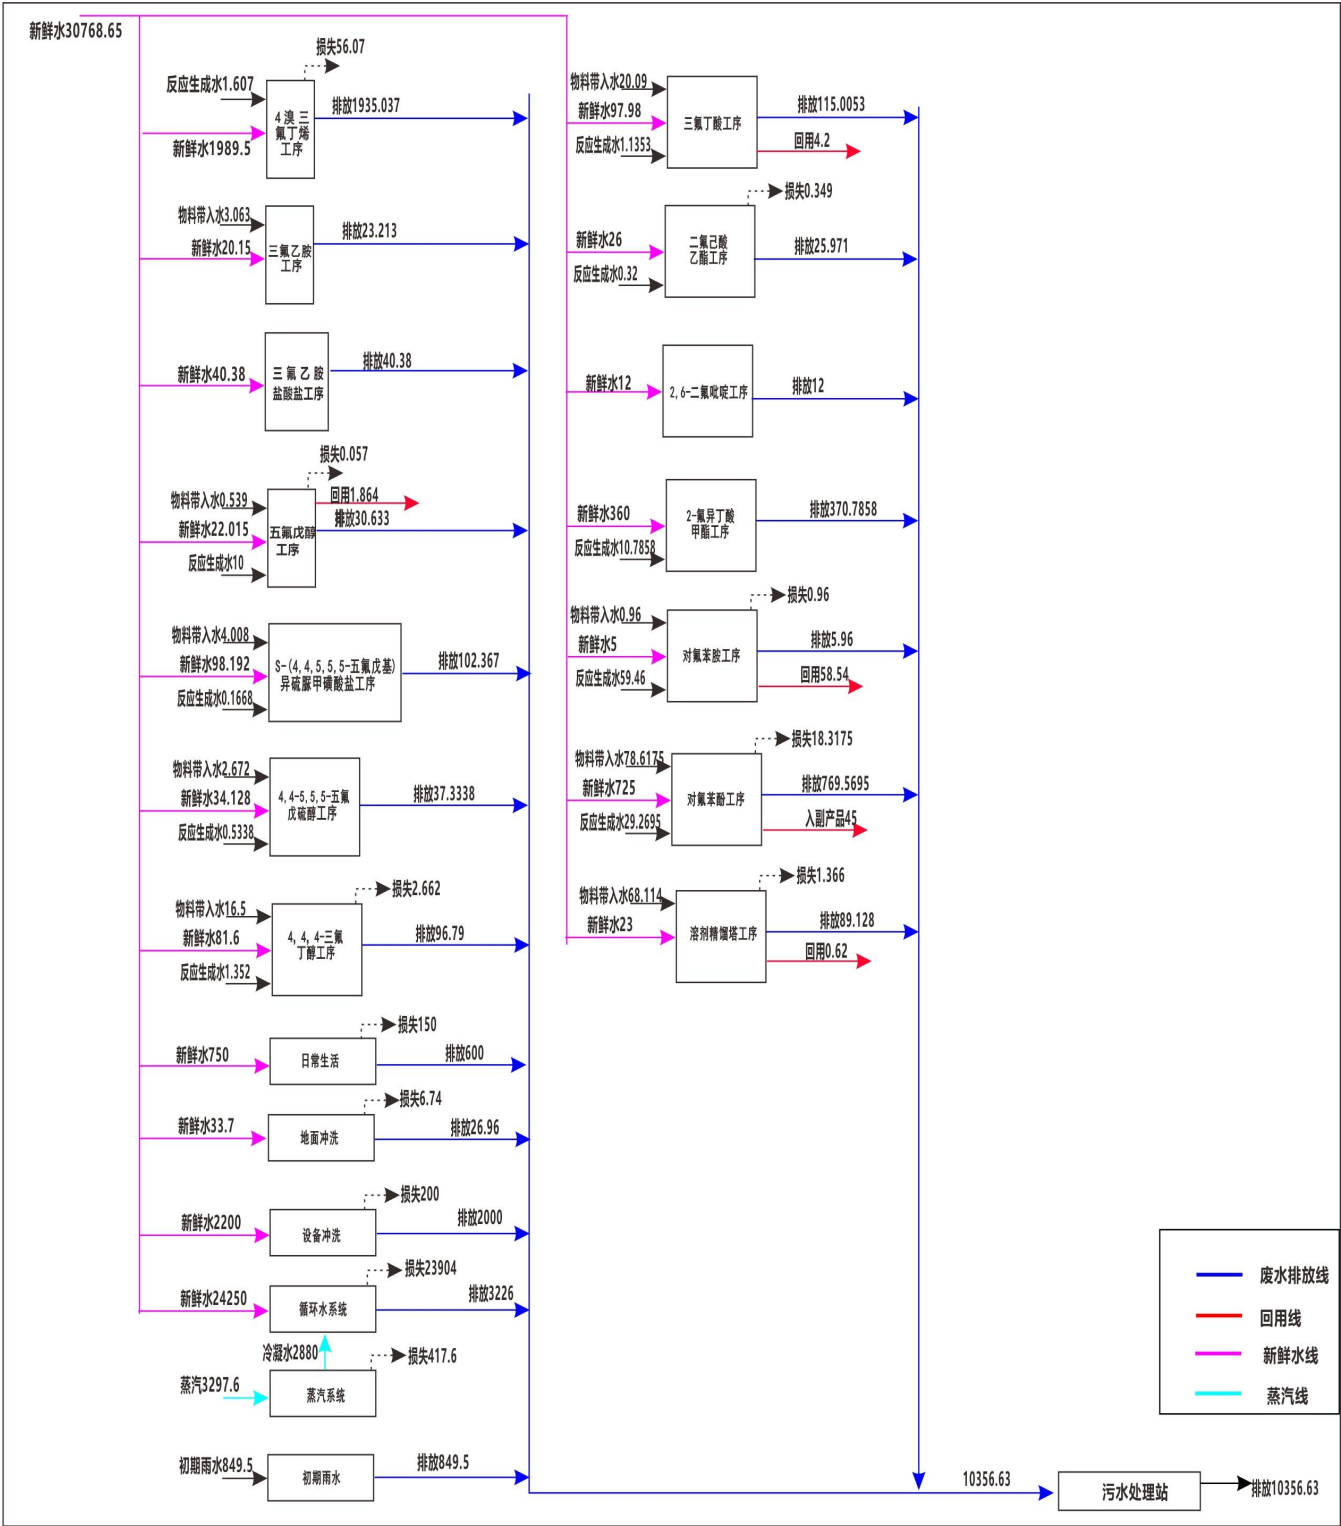 新鲜水30768.65
损失56.07
反应生成水1.607
排放1935.037
4溴三
氟丁烯
工序
新鲜水1989.5
物料带入水3.063
排放23.213
新鲜水20.15
三氟乙胺
工序
新鲜水40.38
排放40.38
三氟乙胺
盐酸盐工序
损失0.057
物料带入水0.539
回用1.864
新鲜水22.015
排放30.633
五氟戊醇
工序
反应生成水10
物料带入水4.008
新鲜水98.192
排放102.367
S-(4,4,5,5,5-五氟戊基)
异硫脲甲磺酸盐工序
反应生成水0.1668
物料带入水2.672
新鲜水34.128
排放37.3338
4,4-5,5,5-五氟
戊硫醇工序
反应生成水0.5338
损失2.662
物料带入水16.5
新鲜水81.6
排放96.79
4,4,4-三氟
丁醇工序
反应生成水1.352
损失150
新鲜水750
日常生活
排放600
损失6.74
新鲜水33.7
地面冲洗
排放26.96
损失200
新鲜水2200
设备冲洗
排放2000
损失23904
新鲜水24250
循环水系统
排放3226
冷凝水2880
损失417.6
蒸汽3297.6
蒸汽系统
初期雨水849.5
初期雨水
排放849.5
物料带入水20.09
新鲜水97.98
反应生成水1.1353
三氟丁酸工序
排放115.0053
回用4.2
损失0.349
新鲜水26
二氟己酸
乙酯工序
排放25.971
反应生成水0.32
新鲜水12
2,6-二氟吡啶工序
排放12
新鲜水360
2-氟异丁酸
甲酯工序
排放370.7858
反应生成水10.7858
损失0.96
物料带入水0.96
新鲜水5
反应生成水59.46
对氟苯胺工序
排放5.96
回用58.54
损失18.3175
物料带入水78.6175
新鲜水725
反应生成水29.2695
对氟苯酚工序
排放769.5695
入副产品45
损失1.366
物料带入水68.114
新鲜水23
溶剂精馏塔工序
排放89.128
回用0.62
废水排放线
回用线
新鲜水线
蒸汽线
10356.63
污水处理站
排放10356.63